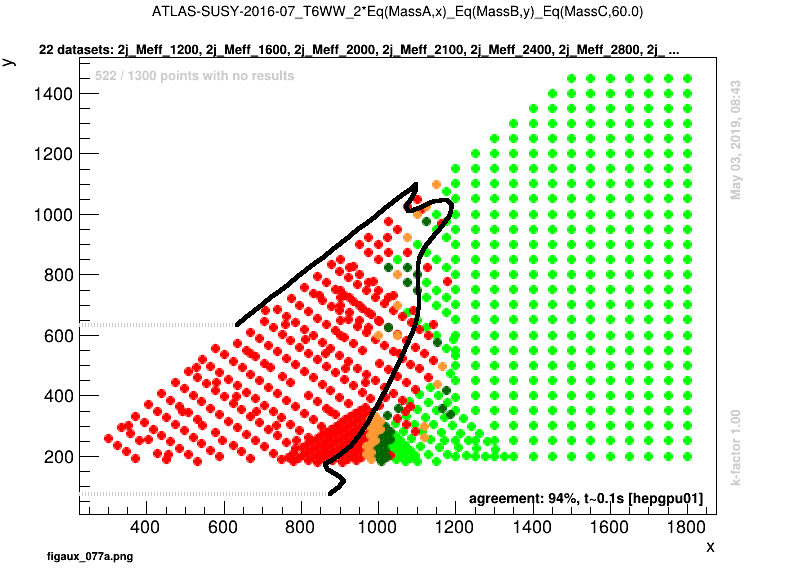 ATLAS-SUSY-2016-07_T6WW_2*Eq(MassA,x)_Eq(MassB,y)_Eq(MassC,60.0)
22 datasets: 2j_Meff_1200, 2j_Meff_1600, 2j_Meff_2000, 2j_Meff_2100, 2j_Meff_2400, 2j_Meff_2800, 2j_ ...
y
522 / 1300 points with no results
1400
1200
1000
800
600
400
200
May 03, 2019, 08:43
k-factor 1.00
agreement: 94%, t~0.1s [hepgpu01]
400 600 800 1000 1200 1400 1600 1800
x
figaux_077a.png